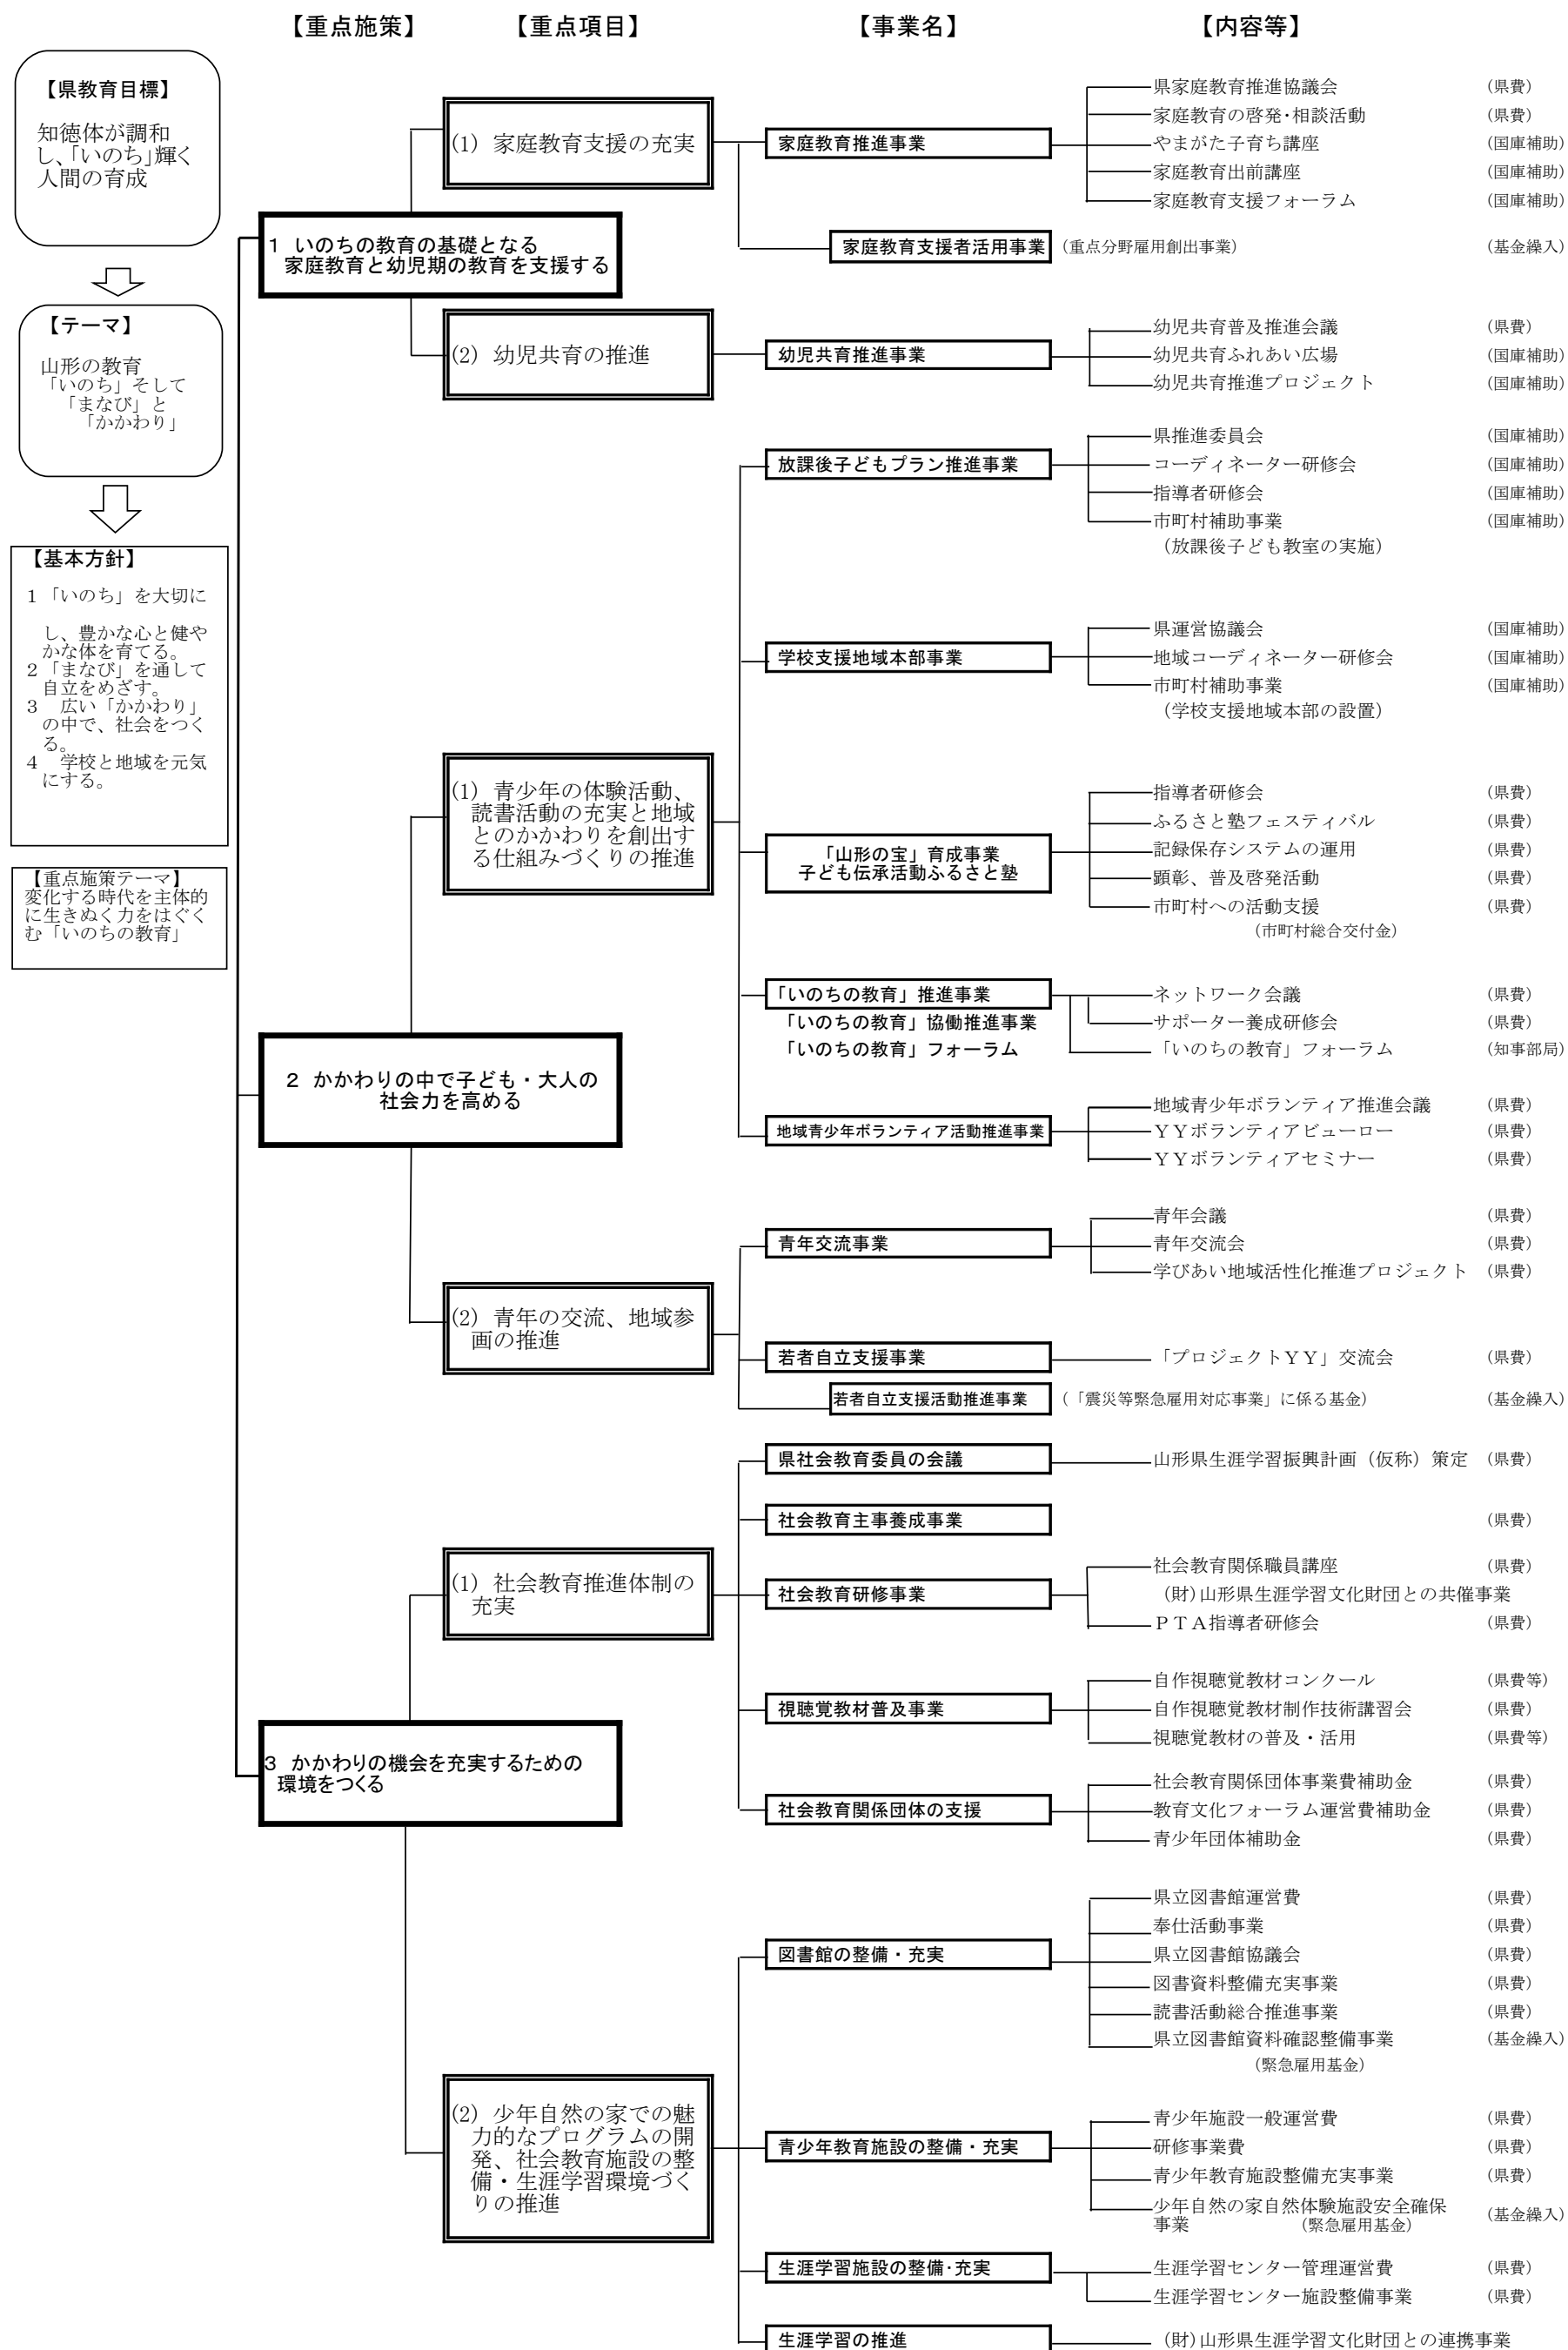 【重点施策】 【重点項目】 【事業名】 【内容等】
【県教育目標】
知徳体が調和
し、「いのち」輝く
人間の育成
【テーマ】
山形の教育
「いのち」そして
「まなび」と
「かかわり」
【基本方針】
1 「いのち」を大切に
し、豊かな心と健や
かな体を育てる。
2 「まなび」を通して
自立をめざす。
3 広い「かかわり」
の中で、社会をつく
る。
4 学校と地域を元気
にする。
【重点施策テーマ】
変化する時代を主体的
に生きぬく力をはぐく
む「いのちの教育」
1 いのちの教育の基礎となる
家庭教育と幼児期の教育を支援する
(1) 家庭教育支援の充実
家庭教育推進事業
県家庭教育推進協議会 (県費)
家庭教育の啓発･相談活動 (県費)
やまがた子育ち講座 (国庫補助)
家庭教育出前講座 (国庫補助)
家庭教育支援フォーラム (国庫補助)
家庭教育支援者活用事業 (重点分野雇用創出事業) (基金繰入)
(2) 幼児共育の推進
幼児共育推進事業
幼児共育普及推進会議 (県費)
幼児共育ふれあい広場 (国庫補助)
幼児共育推進プロジェクト (国庫補助)
2 かかわりの中で子ども・大人の
社会力を高める
(1) 青少年の体験活動、
読書活動の充実と地域
とのかかわりを創出す
る仕組みづくりの推進
放課後子どもプラン推進事業
県推進委員会 (国庫補助)
コーディネーター研修会 (国庫補助)
指導者研修会 (国庫補助)
市町村補助事業 (国庫補助)
(放課後子ども教室の実施)
学校支援地域本部事業
県運営協議会 (国庫補助)
地域コーディネーター研修会 (国庫補助)
市町村補助事業 (国庫補助)
(学校支援地域本部の設置)
「山形の宝」育成事業
子ども伝承活動ふるさと塾
指導者研修会 (県費)
ふるさと塾フェスティバル (県費)
記録保存システムの運用 (県費)
顕彰、普及啓発活動 (県費)
市町村への活動支援 (県費)
(市町村総合交付金)
「いのちの教育」推進事業
「いのちの教育」協働推進事業
「いのちの教育」フォーラム
ネットワーク会議 (県費)
サポーター養成研修会 (県費)
「いのちの教育」フォーラム (知事部局)
地域青少年ボランティア活動推進事業
地域青少年ボランティア推進会議 (県費)
ＹＹボランティアビューロー (県費)
ＹＹボランティアセミナー (県費)
(2) 青年の交流、地域参
画の推進
青年交流事業
青年会議 (県費)
青年交流会 (県費)
学びあい地域活性化推進プロジェクト (県費)
若者自立支援事業
「プロジェクトＹＹ」交流会 (県費)
若者自立支援活動推進事業 (「震災等緊急雇用対応事業」に係る基金) (基金繰入)
3 かかわりの機会を充実するための
環境をつくる
(1) 社会教育推進体制の
充実
県社会教育委員の会議
山形県生涯学習振興計画（仮称）策定 (県費)
社会教育主事養成事業 (県費)
社会教育研修事業
社会教育関係職員講座 (県費)
(財)山形県生涯学習文化財団との共催事業
ＰＴＡ指導者研修会 (県費)
視聴覚教材普及事業
自作視聴覚教材コンクール (県費等)
自作視聴覚教材制作技術講習会 (県費)
視聴覚教材の普及・活用 (県費等)
社会教育関係団体の支援
社会教育関係団体事業費補助金 (県費)
教育文化フォーラム運営費補助金 (県費)
青少年団体補助金 (県費)
(2) 少年自然の家での魅
力的なプログラムの開
発、社会教育施設の整
備・生涯学習環境づく
りの推進
図書館の整備・充実
県立図書館運営費 (県費)
奉仕活動事業 (県費)
県立図書館協議会 (県費)
図書資料整備充実事業 (県費)
読書活動総合推進事業 (県費)
県立図書館資料確認整備事業 (基金繰入)
(緊急雇用基金)
青少年教育施設の整備・充実
青少年施設一般運営費 (県費)
研修事業費 (県費)
青少年教育施設整備充実事業 (県費)
少年自然の家自然体験施設安全確保 (基金繰入)
事業 (緊急雇用基金)
生涯学習施設の整備･充実
生涯学習センター管理運営費 (県費)
生涯学習センター施設整備事業 (県費)
生涯学習の推進
(財)山形県生涯学習文化財団との連携事業